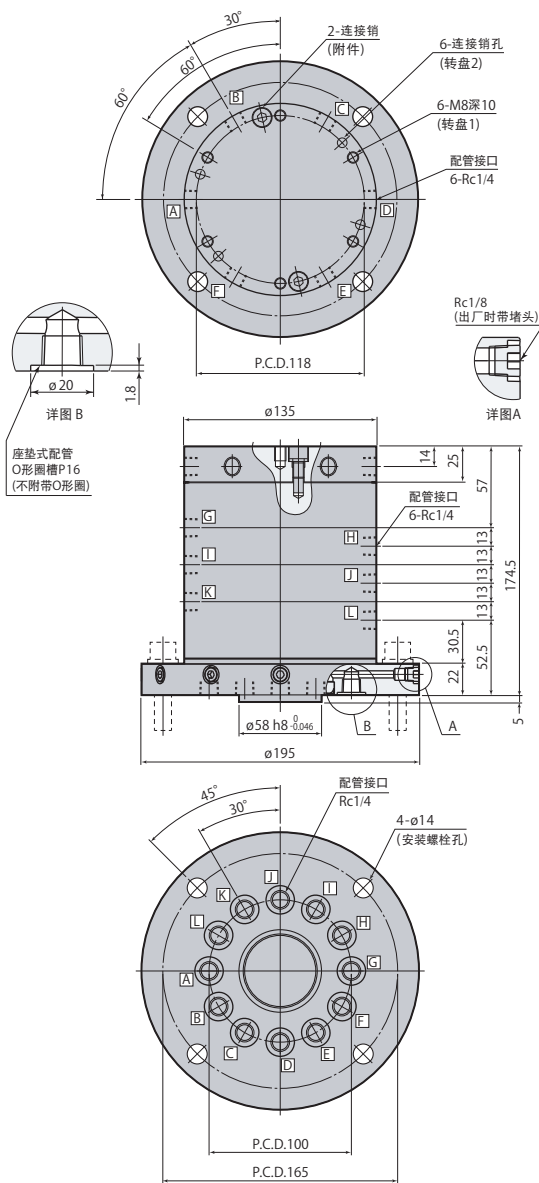 30°
60°
60°
2-连接销
(附件)
6-连接销孔
(转盘2)
6-M8深10
(转盘1)
配管接口
6-Rc1/4
B
C
A
D
F
E
P.C.D.118
Rc1/8
(出厂时带堵头)
详图A
ø20
1.8
详图 B
座垫式配管
O形圈槽P16
(不附带O形圈)
ø135
14
25
57
配管接口
6-Rc1/4
G
H
I
J
K
L
13
13
13
13
13
174.5
30.5
52.5
22
5
ø58 h8 0 -0.046
B
A
ø195
45°
30°
配管接口
Rc1/4
4-ø14
(安装螺栓孔)
J
K
I
L
H
A
G
B
F
C
E
D
P.C.D.100
P.C.D.165